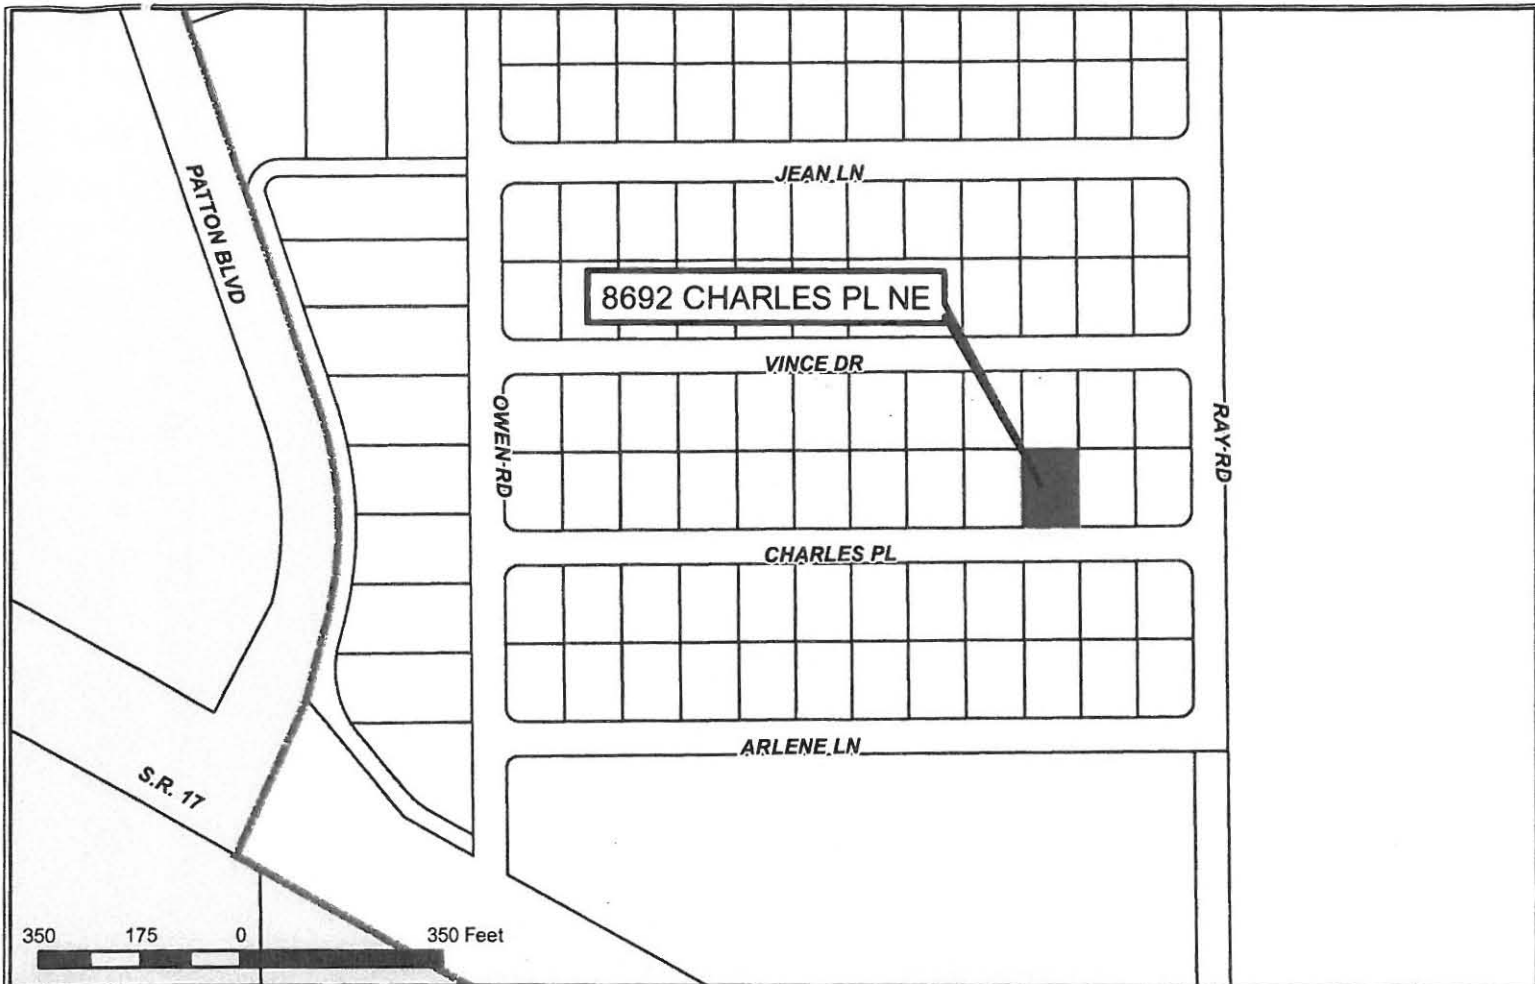 JEAN LN
PATTON BLVD
8692 CHARLES PL NE
VINCE DR
OWEN RD
RAY RD
CHARLES PL
ARLENE LN
S.R. 17
350 175 0 350 Feet